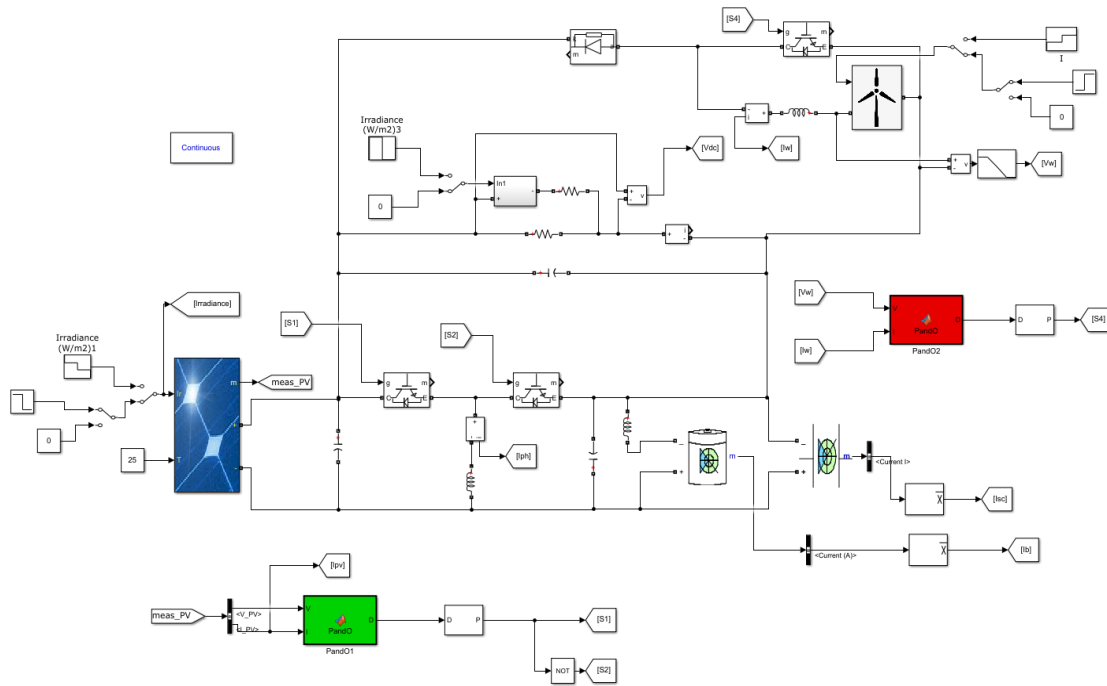 [S4]
g
m
C
E
k
m
a
I
Irradiance
(W/m2)3
-
i
+
0
Continuous
[Iw]
[Vdc]
+
-
v
[Vw]
0
In1
-
+
+
-
v
+
i
-
[Irradiance]
[S1]
[S2]
[Vw]
V
PandO
D
D
P
[S4]
[Iw]
PandO2
Irradiance
(W/m2)1
Ir
m
meas_PV
g
m
C
E
g
m
C
E
+
+
i
-
[Iph]
0
25
T
-
_
m
+
_
m
+
<Current I>
[Isc]
<Current (A)>
[Ib]
[Ipv]
meas_PV
<V_PV>
<I_PV>
V
I
PandO
D
D
P
[S1]
PandO1
NOT
[S2]